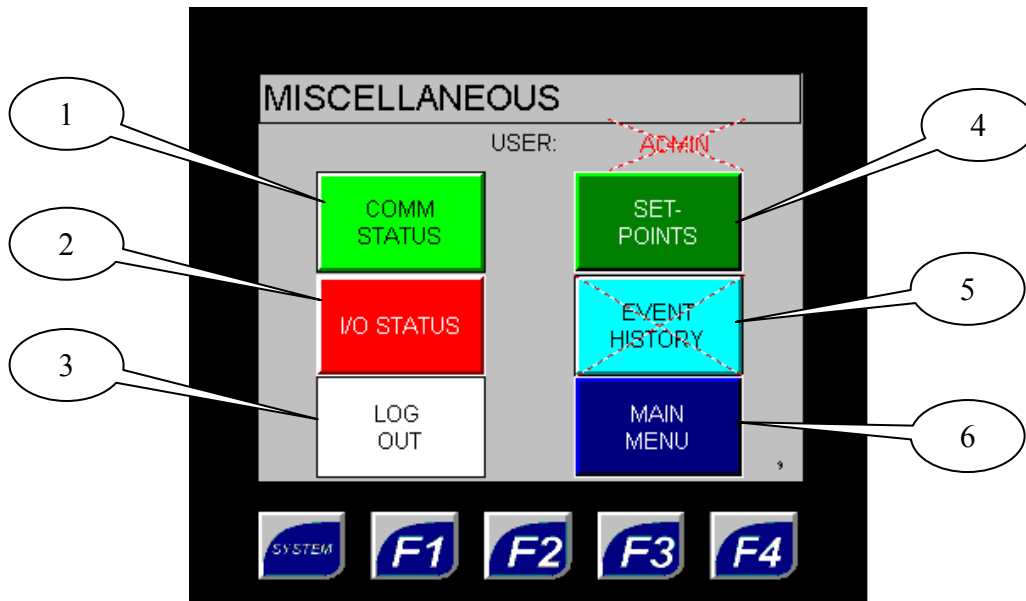 MISCELLANEOUS
USER: ADMIN
1
COMM
STATUS
SET-
POINTS
4
2
I/O STATUS
EVENT
HISTORY
5
3
LOG
OUT
MAIN
MENU
6
9
SYSTEM
F1
F2
F3
F4